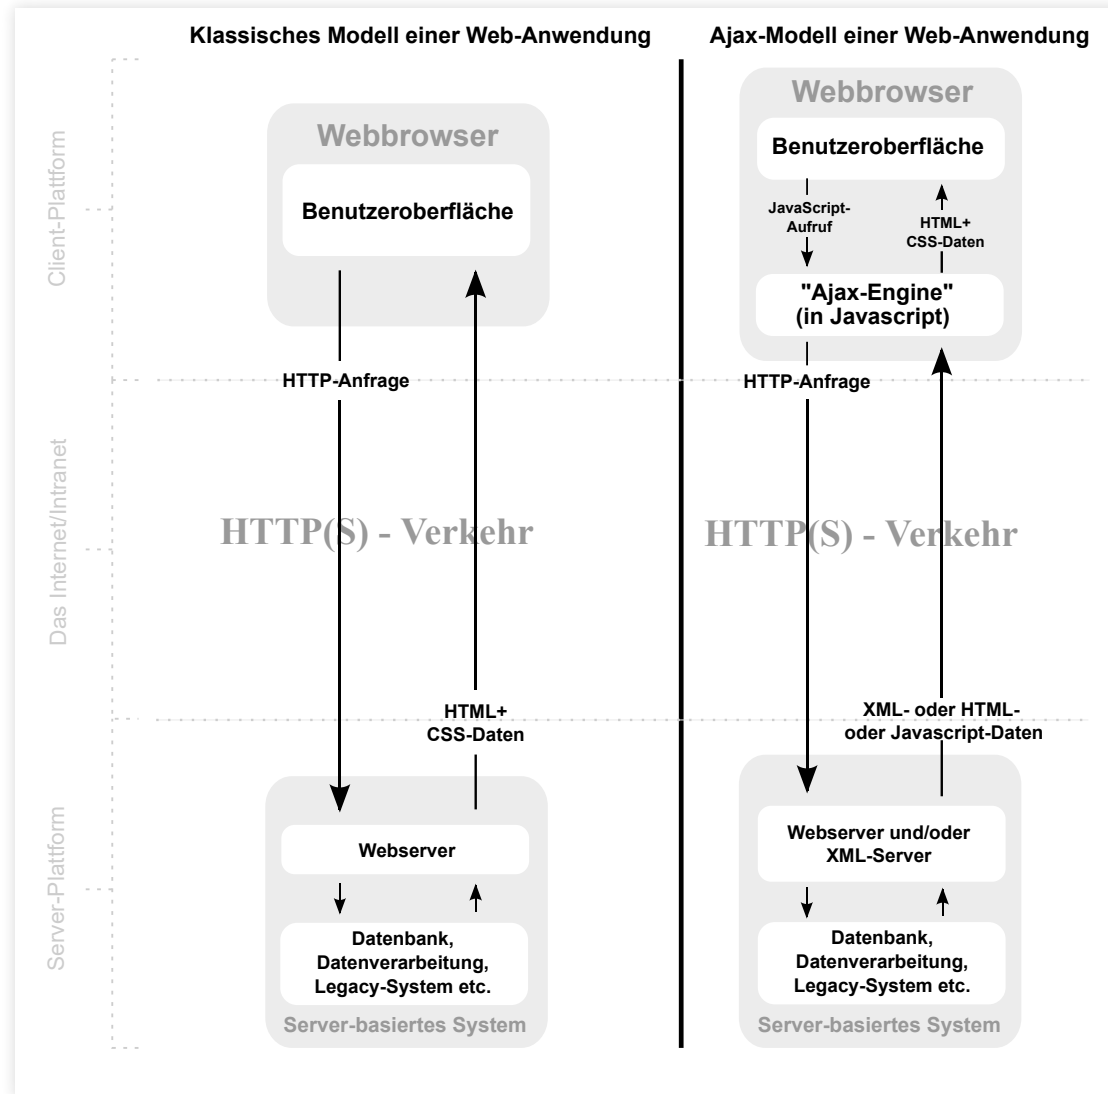 Klassisches Modell einer Web-Anwendung
Ajax-Modell einer Web-Anwendung
Client-Plattform
Das Internet/Intranet
Server-Plattform
Webbrowser
Benutzeroberfläche
HTTP-Anfrage
HTTP(S) - Verkehr
HTML+
CSS-Daten
Webserver
Datenbank,
Datenverarbeitung,
Legacy-System etc.
Server-basiertes System
Webbrowser
Benutzeroberfläche
JavaScript-
Aufruf
HTML+
CSS-Daten
"Ajax-Engine"
(in Javascript)
HTTP-Anfrage
HTTP(S) - Verkehr
XML- oder HTML-
oder Javascript-Daten
Webserver und/oder
XML-Server
Datenbank,
Datenverarbeitung,
Legacy-System etc.
Server-basiertes System